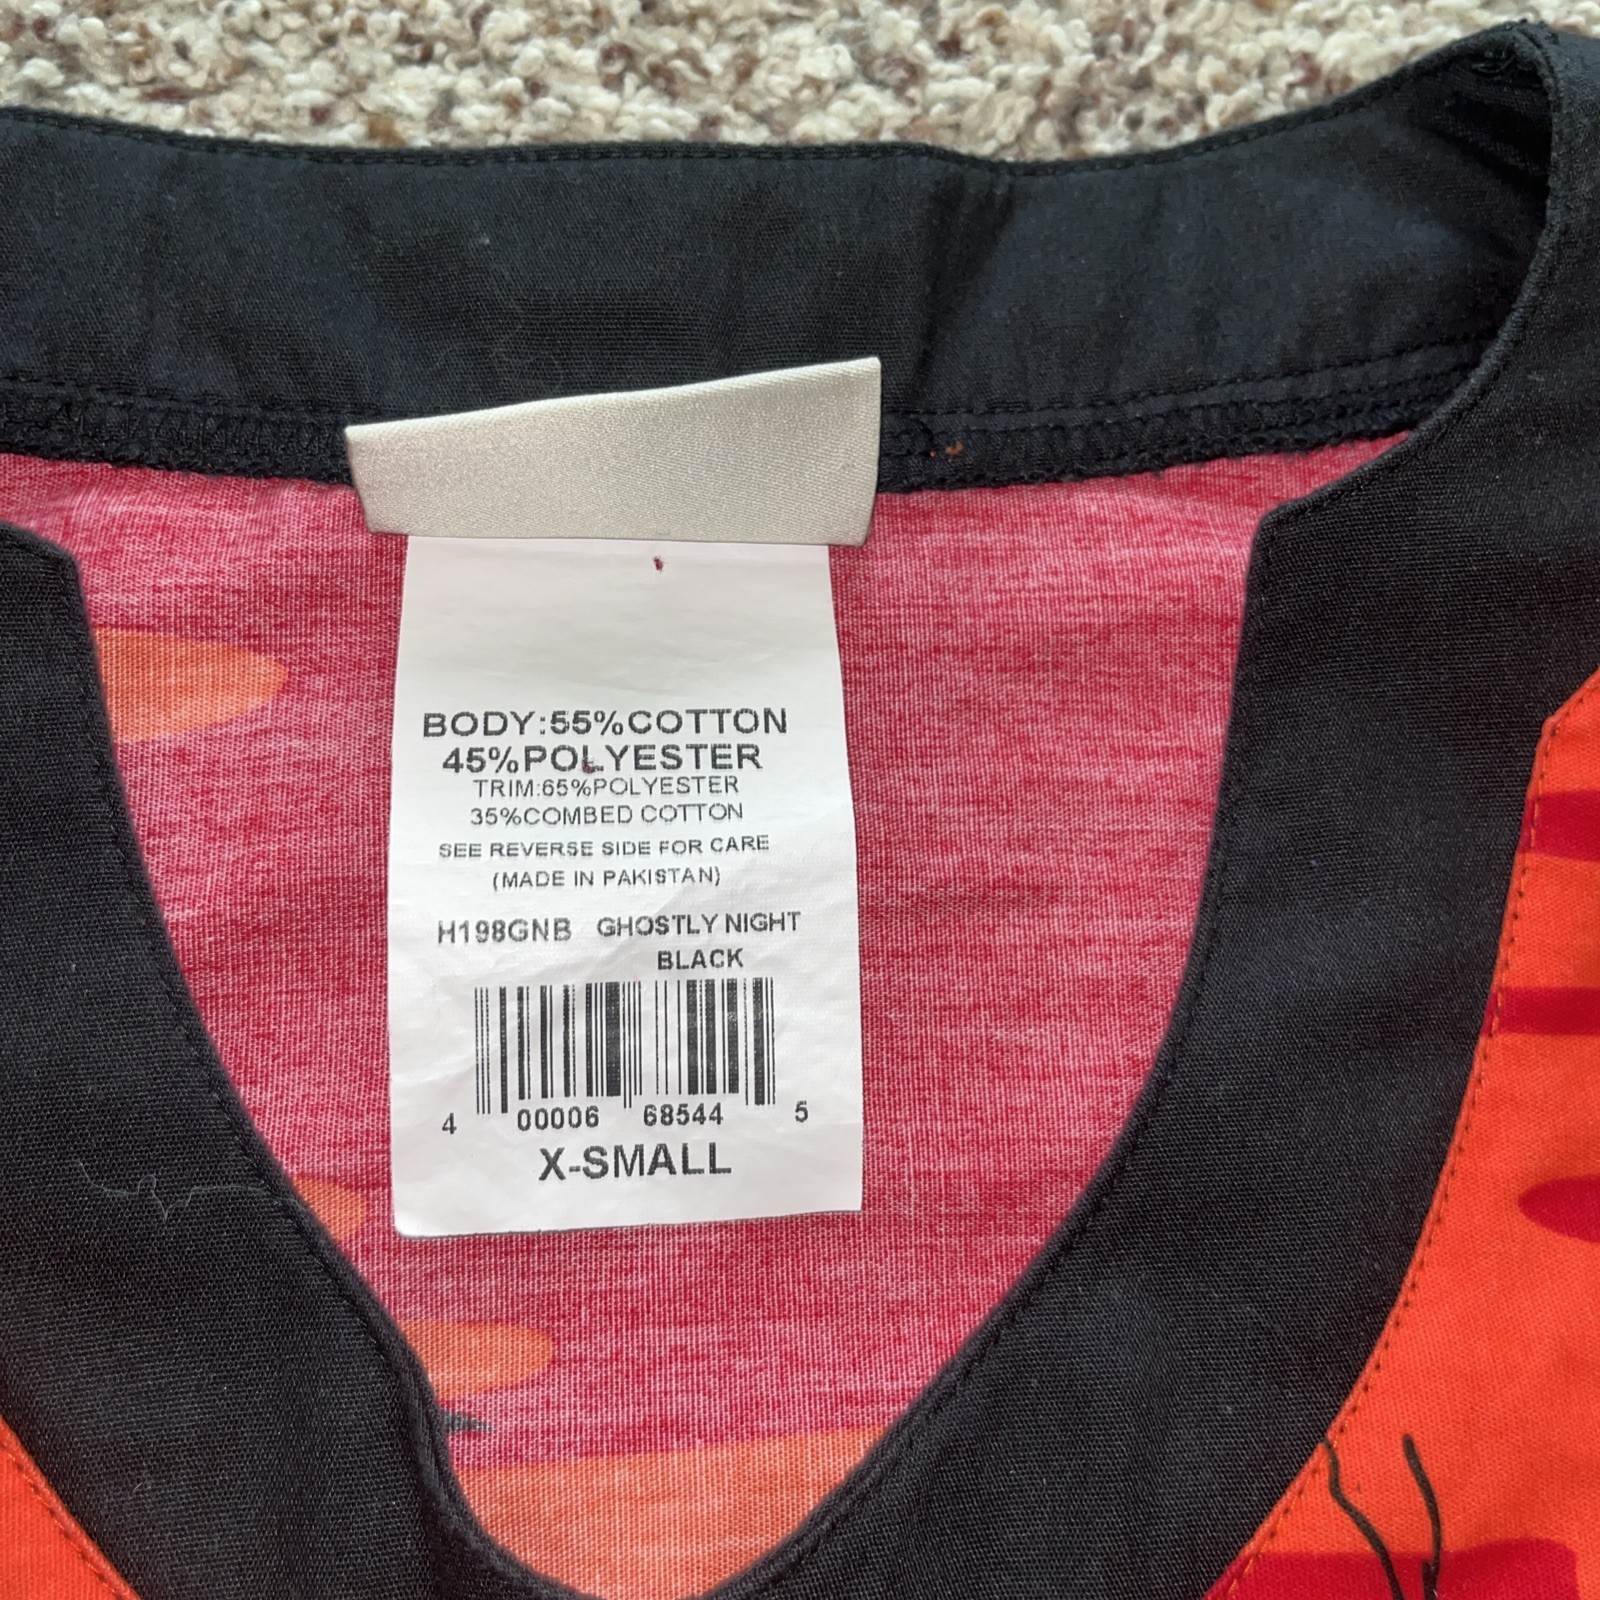 BODY:55%COTTON
45%POLYESTER
TRIM:65%POLYESTER
35%COMBED COTTON
SEE REVERSE SIDE FOR CARE
(MADE IN PAKISTAN)
H198GNB GHOSTLY NIGHT
BLACK
4 00006 68544 5
X-SMALL